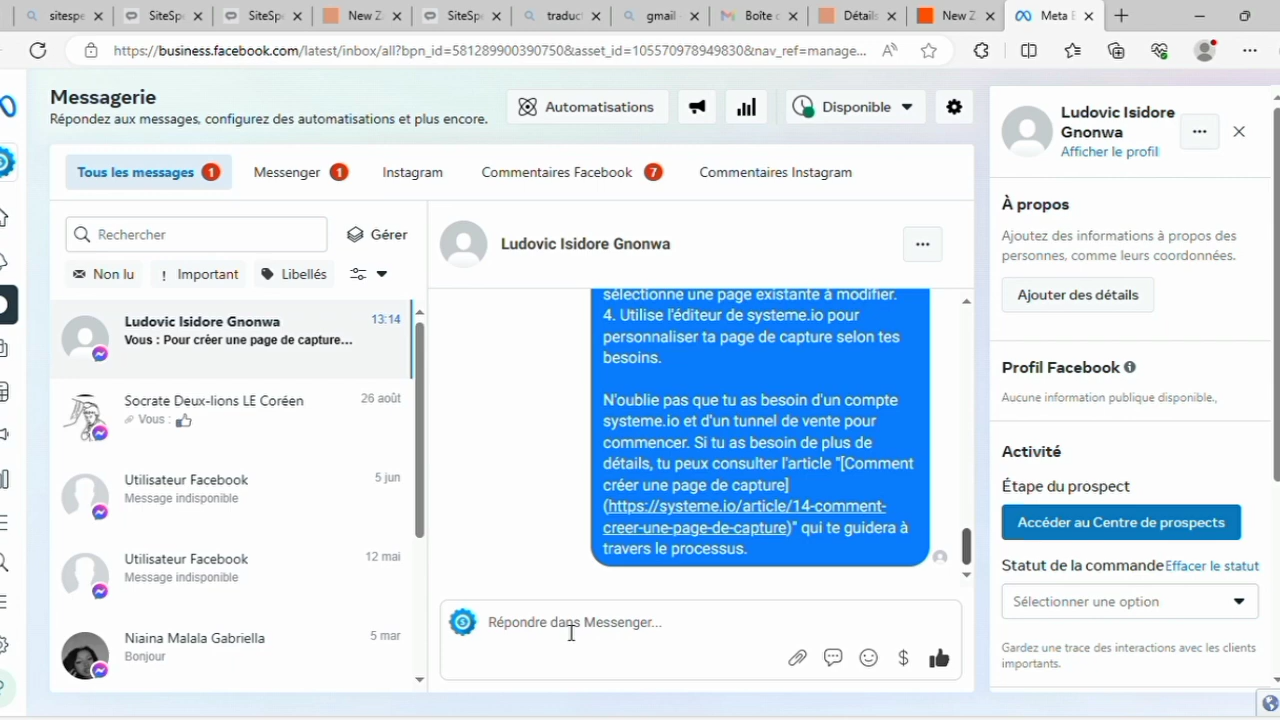 sitespe
SiteSp
SiteSp
New Z
SiteSp
traduct
gmail -
Boîte c
Détails
New Z
Meta B
https://business.facebook.com/latest/inbox/all?bpn_id=581289900390750&asset_id=105570978949830&nav_ref=manage...
Messagerie
Répondez aux messages, configurez des automatisations et plus encore.
Automatisations
Disponible
Tous les messages 1
Messenger 1
Instagram
Commentaires Facebook 7
Commentaires Instagram
Rechercher
Gérer
Non lu
! Important
Libellés
Ludovic Isidore Gnonwa 13:14
Vous : Pour créer une page de capture...
Socrate Deux-lions LE Coréen 26 août
Vous :
Utilisateur Facebook 5 jun
Message indisponible
Utilisateur Facebook 12 mai
Message indisponible
Niaina Malala Gabriella 5 mar
Bonjour
Ludovic Isidore Gnonwa
...
sélectionne une page existante à modifier.
4. Utilise l'éditeur de systeme.io pour
personnaliser ta page de capture selon tes
besoins.
N'oublie pas que tu as besoin d'un compte
systeme.io et d'un tunnel de vente pour
commencer. Si tu as besoin de plus de
détails, tu peux consulter l'article "[Comment
créer une page de capture]
(https://systeme.io/article/14-comment-
creer-une-page-de-capture)" qui te guidera à
travers le processus.
Répondre dans Messenger...
$
Ludovic Isidore
Gnonwa
Afficher le profil
...
À propos
Ajoutez des informations à propos des
personnes, comme leurs coordonnées.
Ajouter des détails
Profil Facebook
Aucune information publique disponible.,
Activité
Étape du prospect
Accéder au Centre de prospects
Statut de la commande Effacer le statut
Sélectionner une option
Gardez une trace des interactions avec les clients
importants.